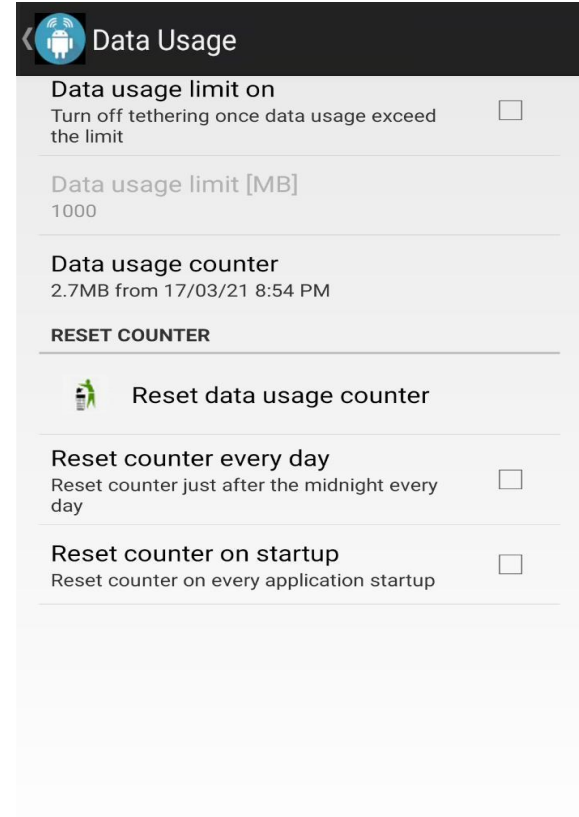 Data Usage
Data usage limit on
Turn off tethering once data usage exceed
the limit
Data usage limit [MB]
1000
Data usage counter
2.7MB from 17/03/21 8:54 PM
RESET COUNTER
Reset data usage counter
Reset counter every day
Reset counter just after the midnight every
day
Reset counter on startup
Reset counter on every application startup